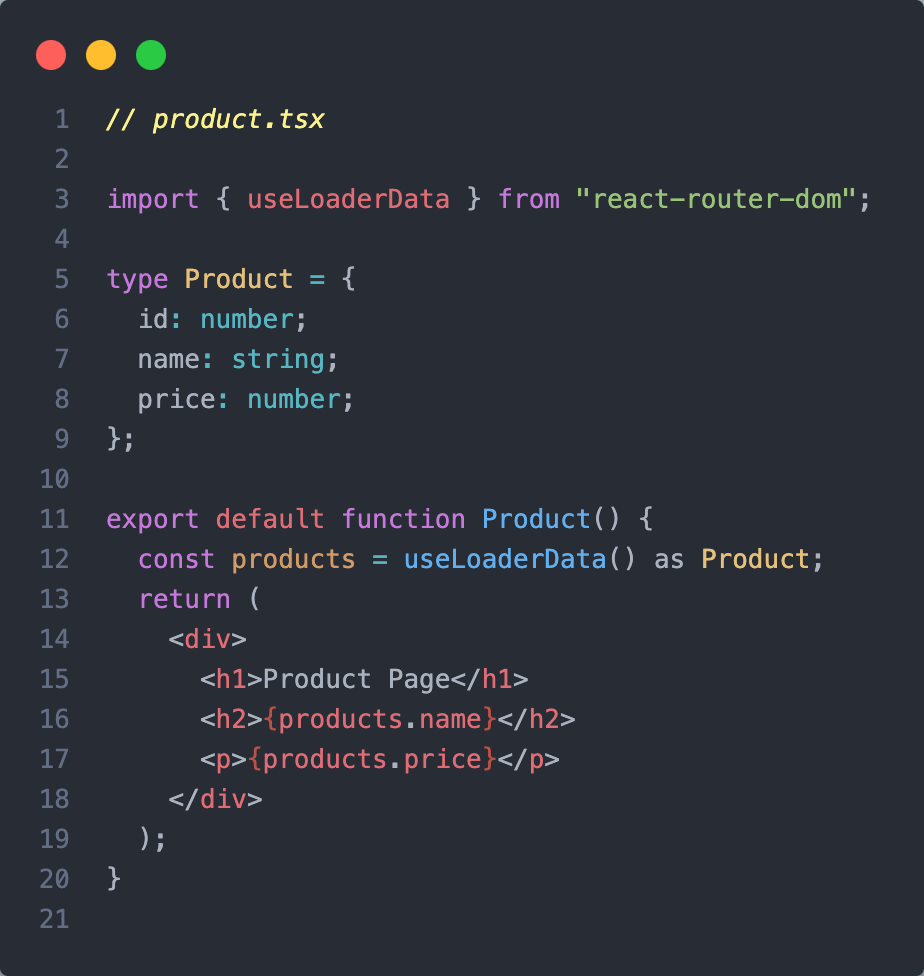 1 // product.tsx
2
3 import { useLoaderData } from "react-router-dom";
4
5 type Product = {
6   id: number;
7   name: string;
8   price: number;
9 };
10
11 export default function Product() {
12   const products = useLoaderData() as Product;
13   return (
14     <div>
15       <h1>Product Page</h1>
16       <h2>{products.name}</h2>
17       <p>{products.price}</p>
18     </div>
19   );
20 }
21